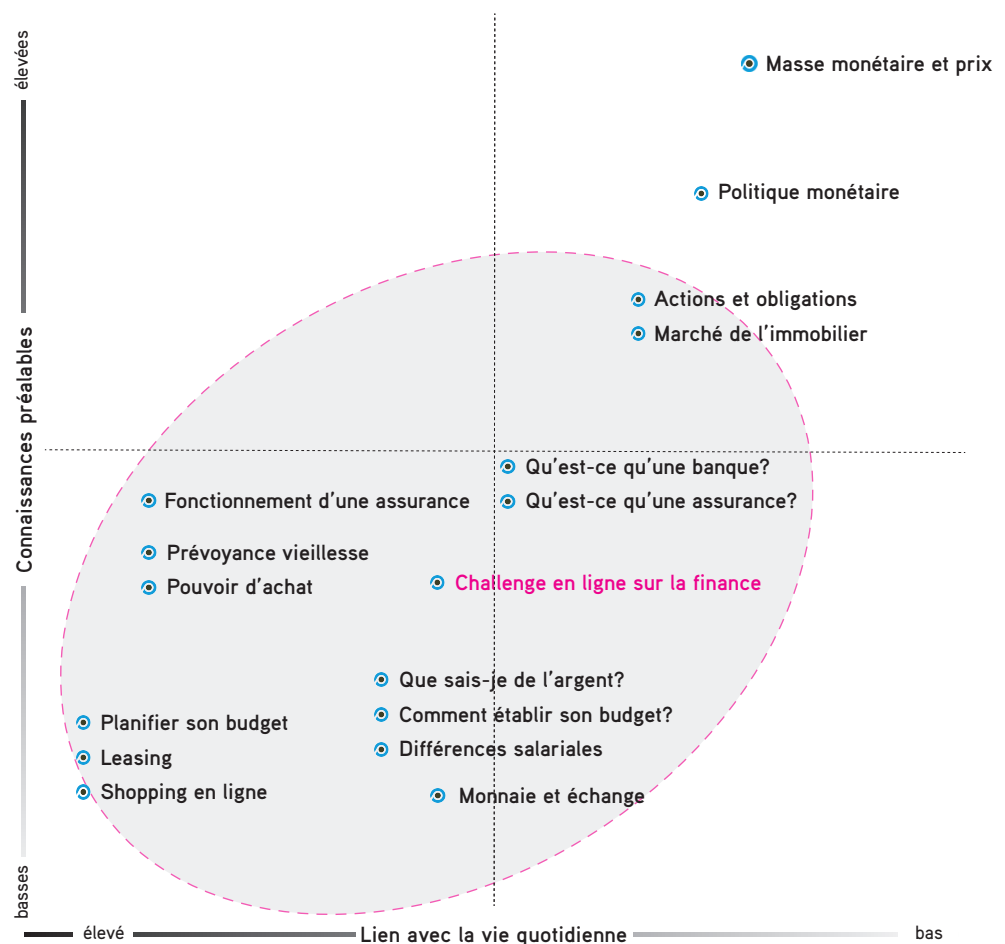 élevées
Masse monétaire et prix
Politique monétaire
Actions et obligations
Marché de l'immobilier
Connaissances préalables
Qu'est-ce qu'une banque?
Fonctionnement d'une assurance
Qu'est-ce qu'une assurance?
Prévoyance vieillesse
Pouvoir d'achat
Challenge en ligne sur la finance
Que sais-je de l'argent?
Planifier son budget
Comment établir son budget?
Leasing
Différences salariales
Shopping en ligne
Monnaie et échange
basses
élevé
Lien avec la vie quotidienne
bas